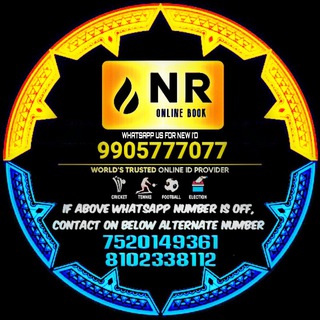 NR
ONLINE BOOK
WHATSAPP US FOR NEW I'D
9905777077
WORLD'S TRUSTED ONLINE ID PROVIDER
CRICKET TENNIS FOOTBALL ELECTION
IF ABOVE WHATSAPP NUMBER IS OFF,
CONTACT ON BELOW ALTERNATE NUMBER
7520149361
8102338112